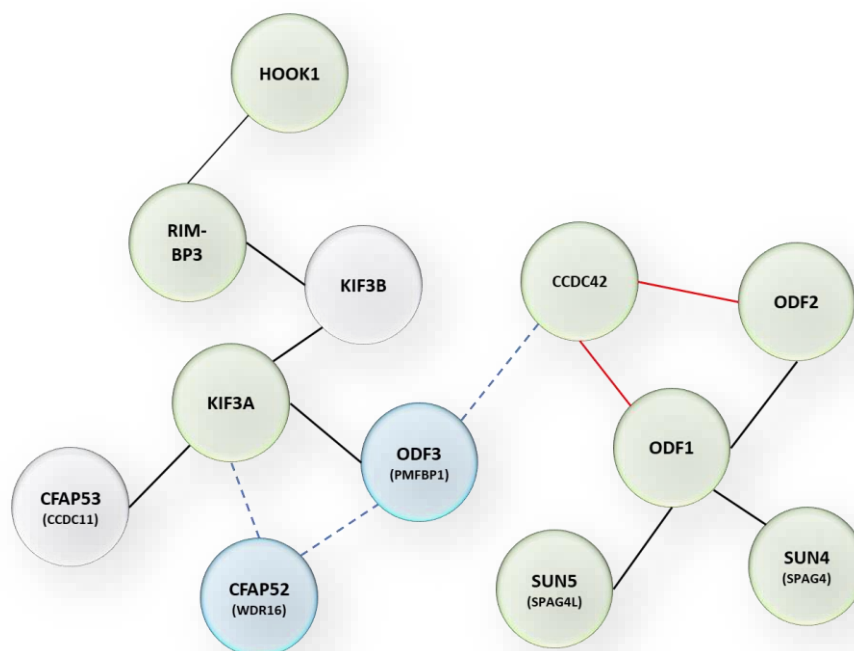 HOOK1
RIM-
BP3
KIF3B
CCDC42
ODF2
KIF3A
ODF3
(PMFBP1)
ODF1
CFAP53
(CCDC11)
CFAP52
(WDR16)
SUN5
(SPAG4L)
SUN4
(SPAG4)